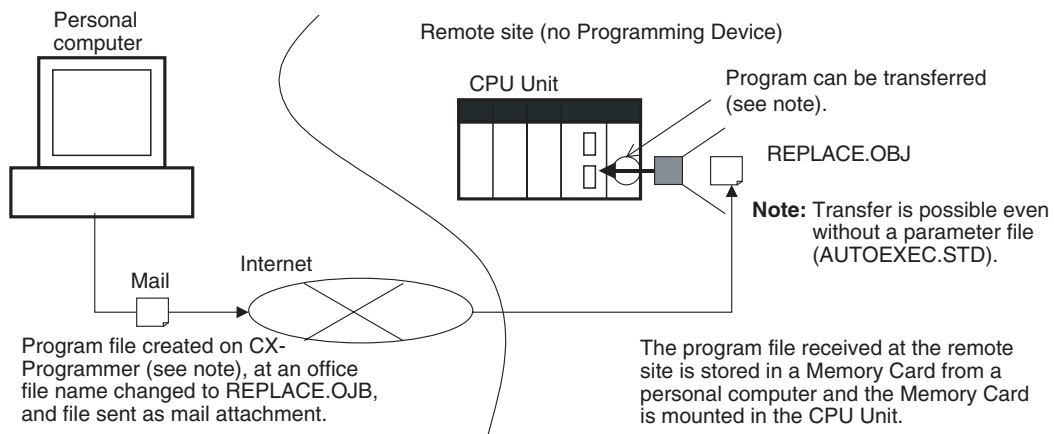 Personal
computer
Remote site (no Programming Device)
CPU Unit
Program can be transferred
(see note).
REPLACE.OBJ
Note: Transfer is possible even
without a parameter file
(AUTOEXEC.STD).
Internet
Mail
Program file created on CX-
Programmer (see note), at an office
file name changed to REPLACE.OJB,
and file sent as mail attachment.
The program file received at the remote
site is stored in a Memory Card from a
personal computer and the Memory Card
is mounted in the CPU Unit.